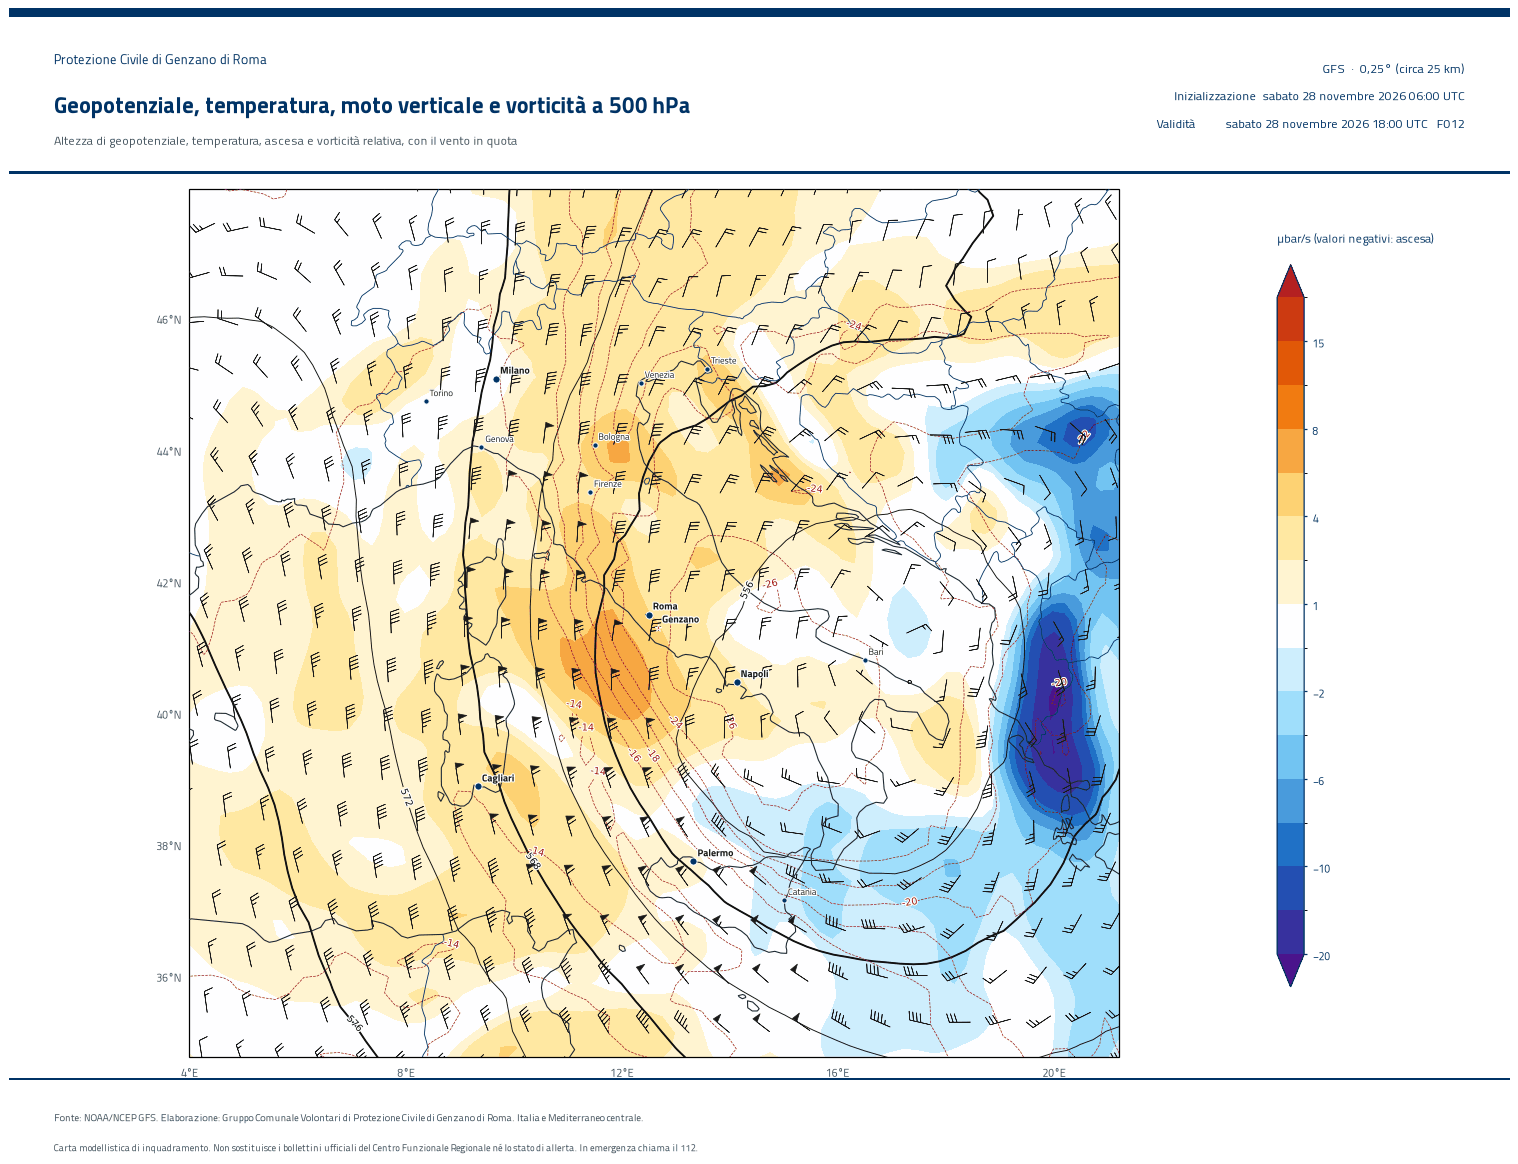 Protezione Civile di Genzano di Roma
Geopotenziale, temperatura, moto verticale e vorticità a 500 hPa
Altezza di geopotenziale, temperatura, ascesa e vorticità relativa, con il vento in quota
GFS · 0,25° (circa 25 km)
Inizializzazione sabato 28 novembre 2026 06:00 UTC
Validità sabato 28 novembre 2026 18:00 UTC F012
µbar/s (valori negativi: ascesa)
15
8
4
1
−2
−6
−10
−20
46°N
44°N
42°N
40°N
38°N
36°N
4°E
8°E
12°E
16°E
20°E
-24
Trieste
Milano
Venezia
Torino
Bologna
Genova
-22
Firenze
-24
-26
556
Roma
Genzano
Bari
Napoli
-20
-14
-14
-24
-26
-16
-18
-14
Cagliari
572
-14
568
Palermo
Catania
-20
-14
576
Fonte: NOAA/NCEP GFS. Elaborazione: Gruppo Comunale Volontari di Protezione Civile di Genzano di Roma. Italia e Mediterraneo centrale.
Carta modellistica di inquadramento. Non sostituisce i bollettini ufficiali del Centro Funzionale Regionale né lo stato di allerta. In emergenza chiama il 112.